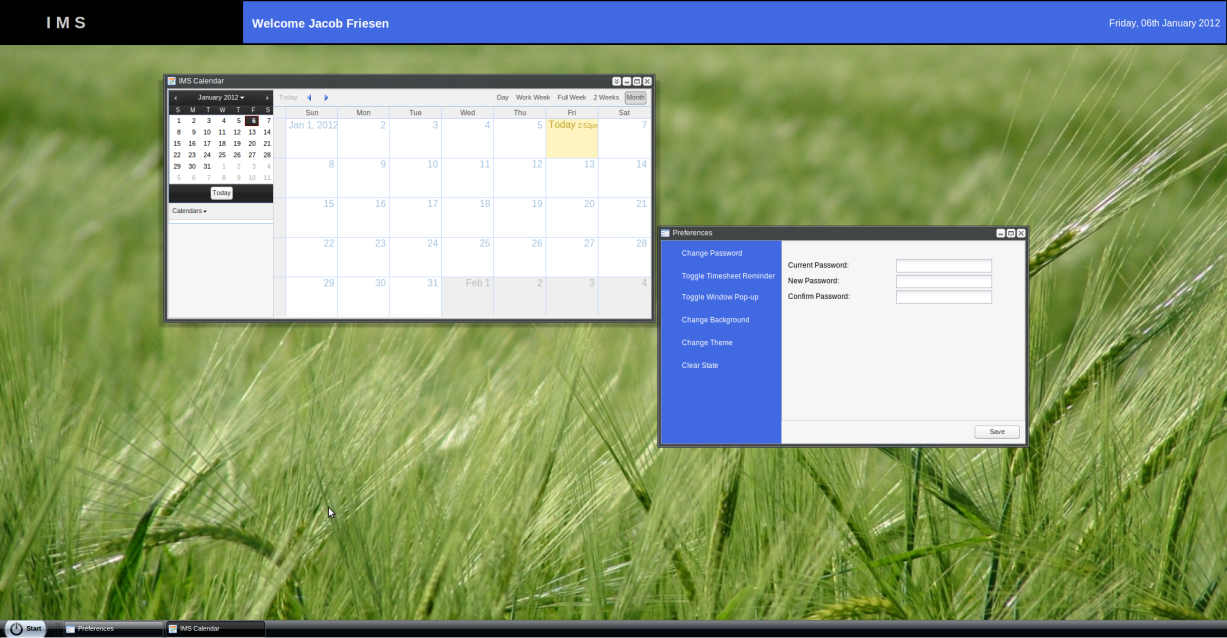 IMS
Welcome Jacob Friesen
Friday, 06th January 2012
IMS Calendar
January 2012
S M T W T F S
1 2 3 4 5 6 7
8 9 10 11 12 13 14
15 16 17 18 19 20 21
22 23 24 25 26 27 28
29 30 31 1 2 3 4
5 6 7 8 9 10 11
Today
Calendars
Today
Day Work Week Full Week 2 Weeks Month
Sun Mon Tue Wed Thu Fri Sat
Jan 1, 2012 2 3 4 5 Today 2:52pm 7
8 9 10 11 12 13 14
15 16 17 18 19 20 21
22 23 24 25 26 27 28
29 30 31 Feb 1 2 3 4
Preferences
Change Password
Toggle Timesheet Reminder
Toggle Window Pop-up
Change Background
Change Theme
Clear State
Current Password:
New Password:
Confirm Password:
Save
Start
Preferences
IMS Calendar